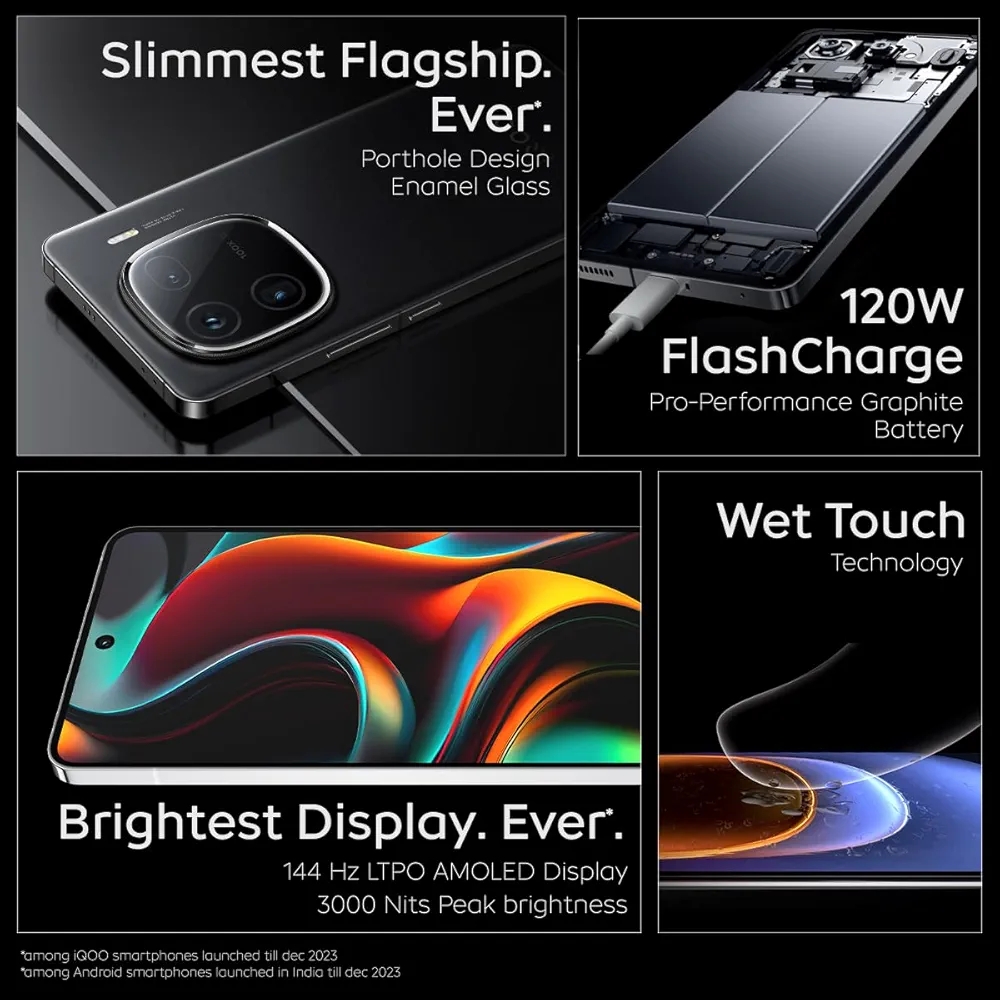 Slimmest Flagship.
Ever*.
Porthole Design
Enamel Glass
100X
120W
FlashCharge
Pro-Performance Graphite
Battery
Brightest Display. Ever*.
144 Hz LTPO AMOLED Display
3000 Nits Peak brightness
Wet Touch
Technology
*among iQOO smartphones launched till dec 2023
*among Android smartphones launched in India till dec 2023